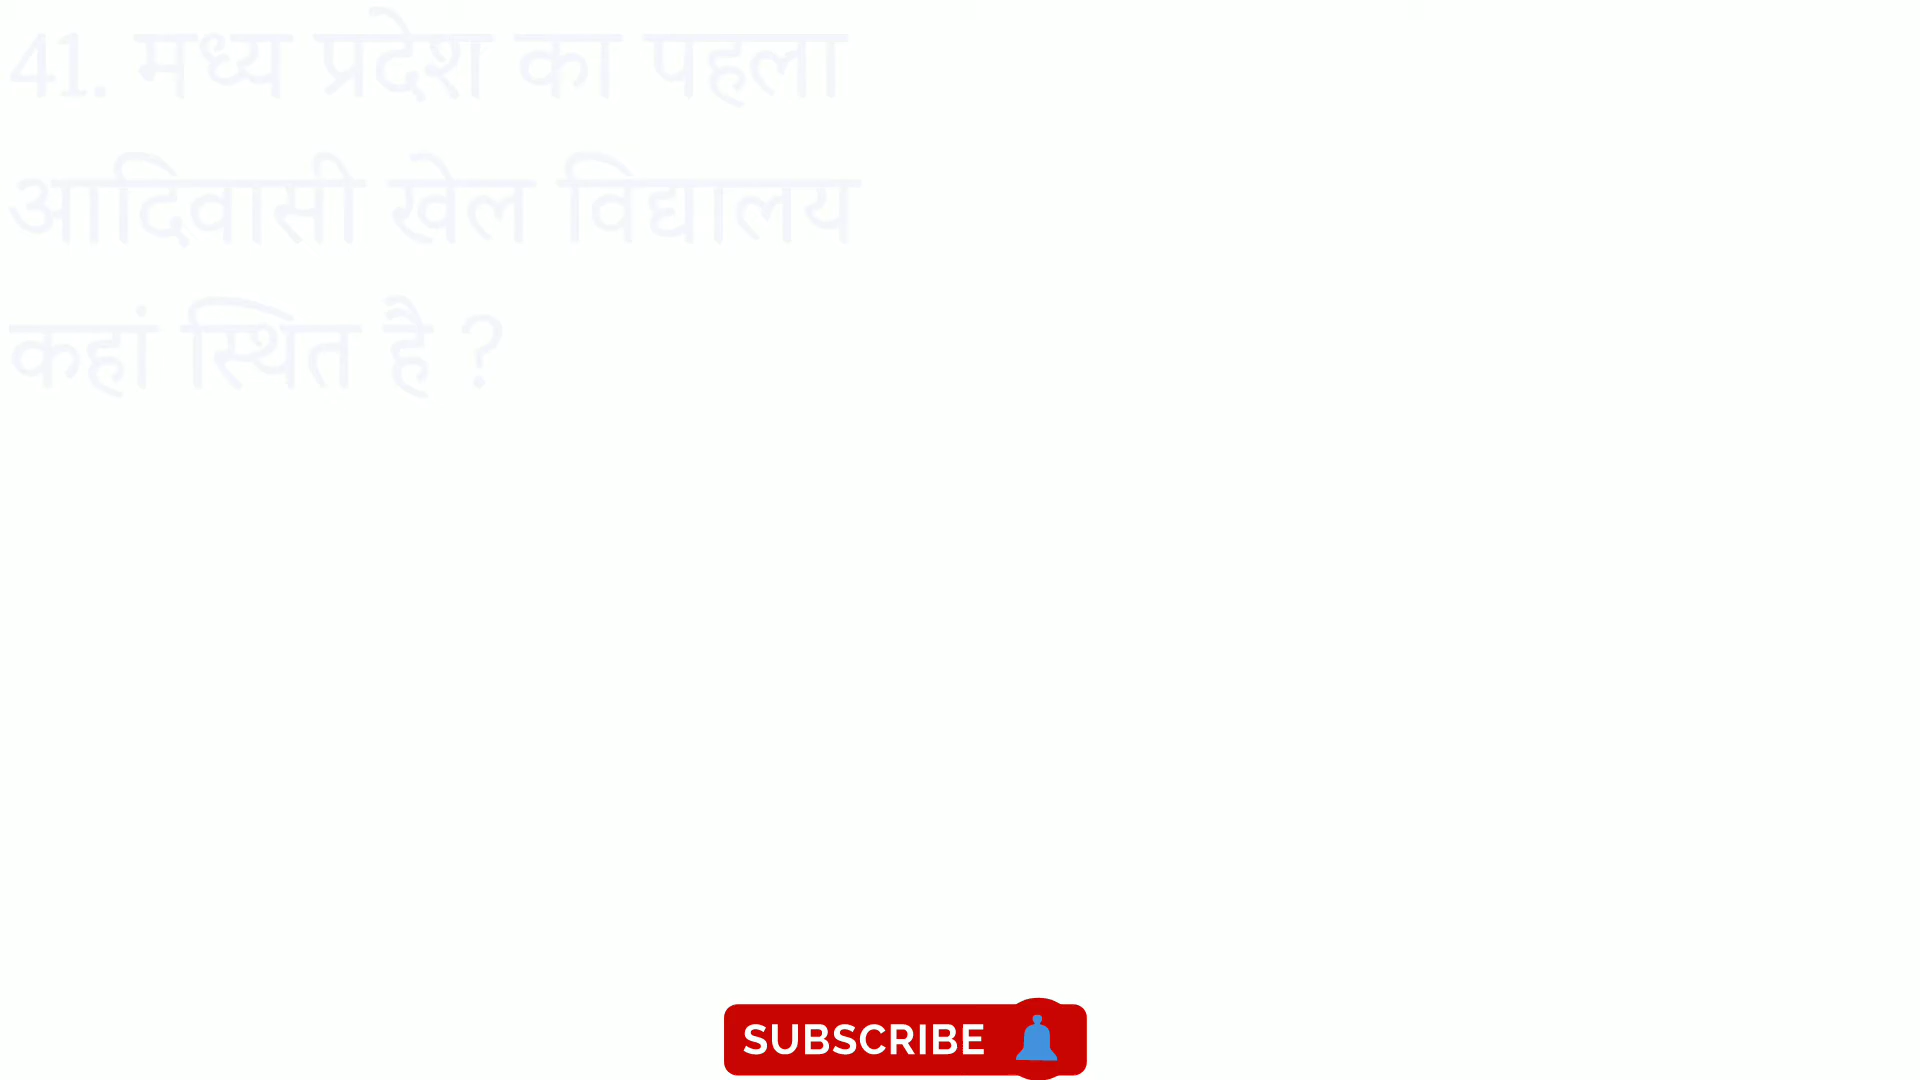 41. मध्य प्रदेश का पहला
आदिवासी खेल विद्यालय
कहां स्थित है ?
SUBSCRIBE